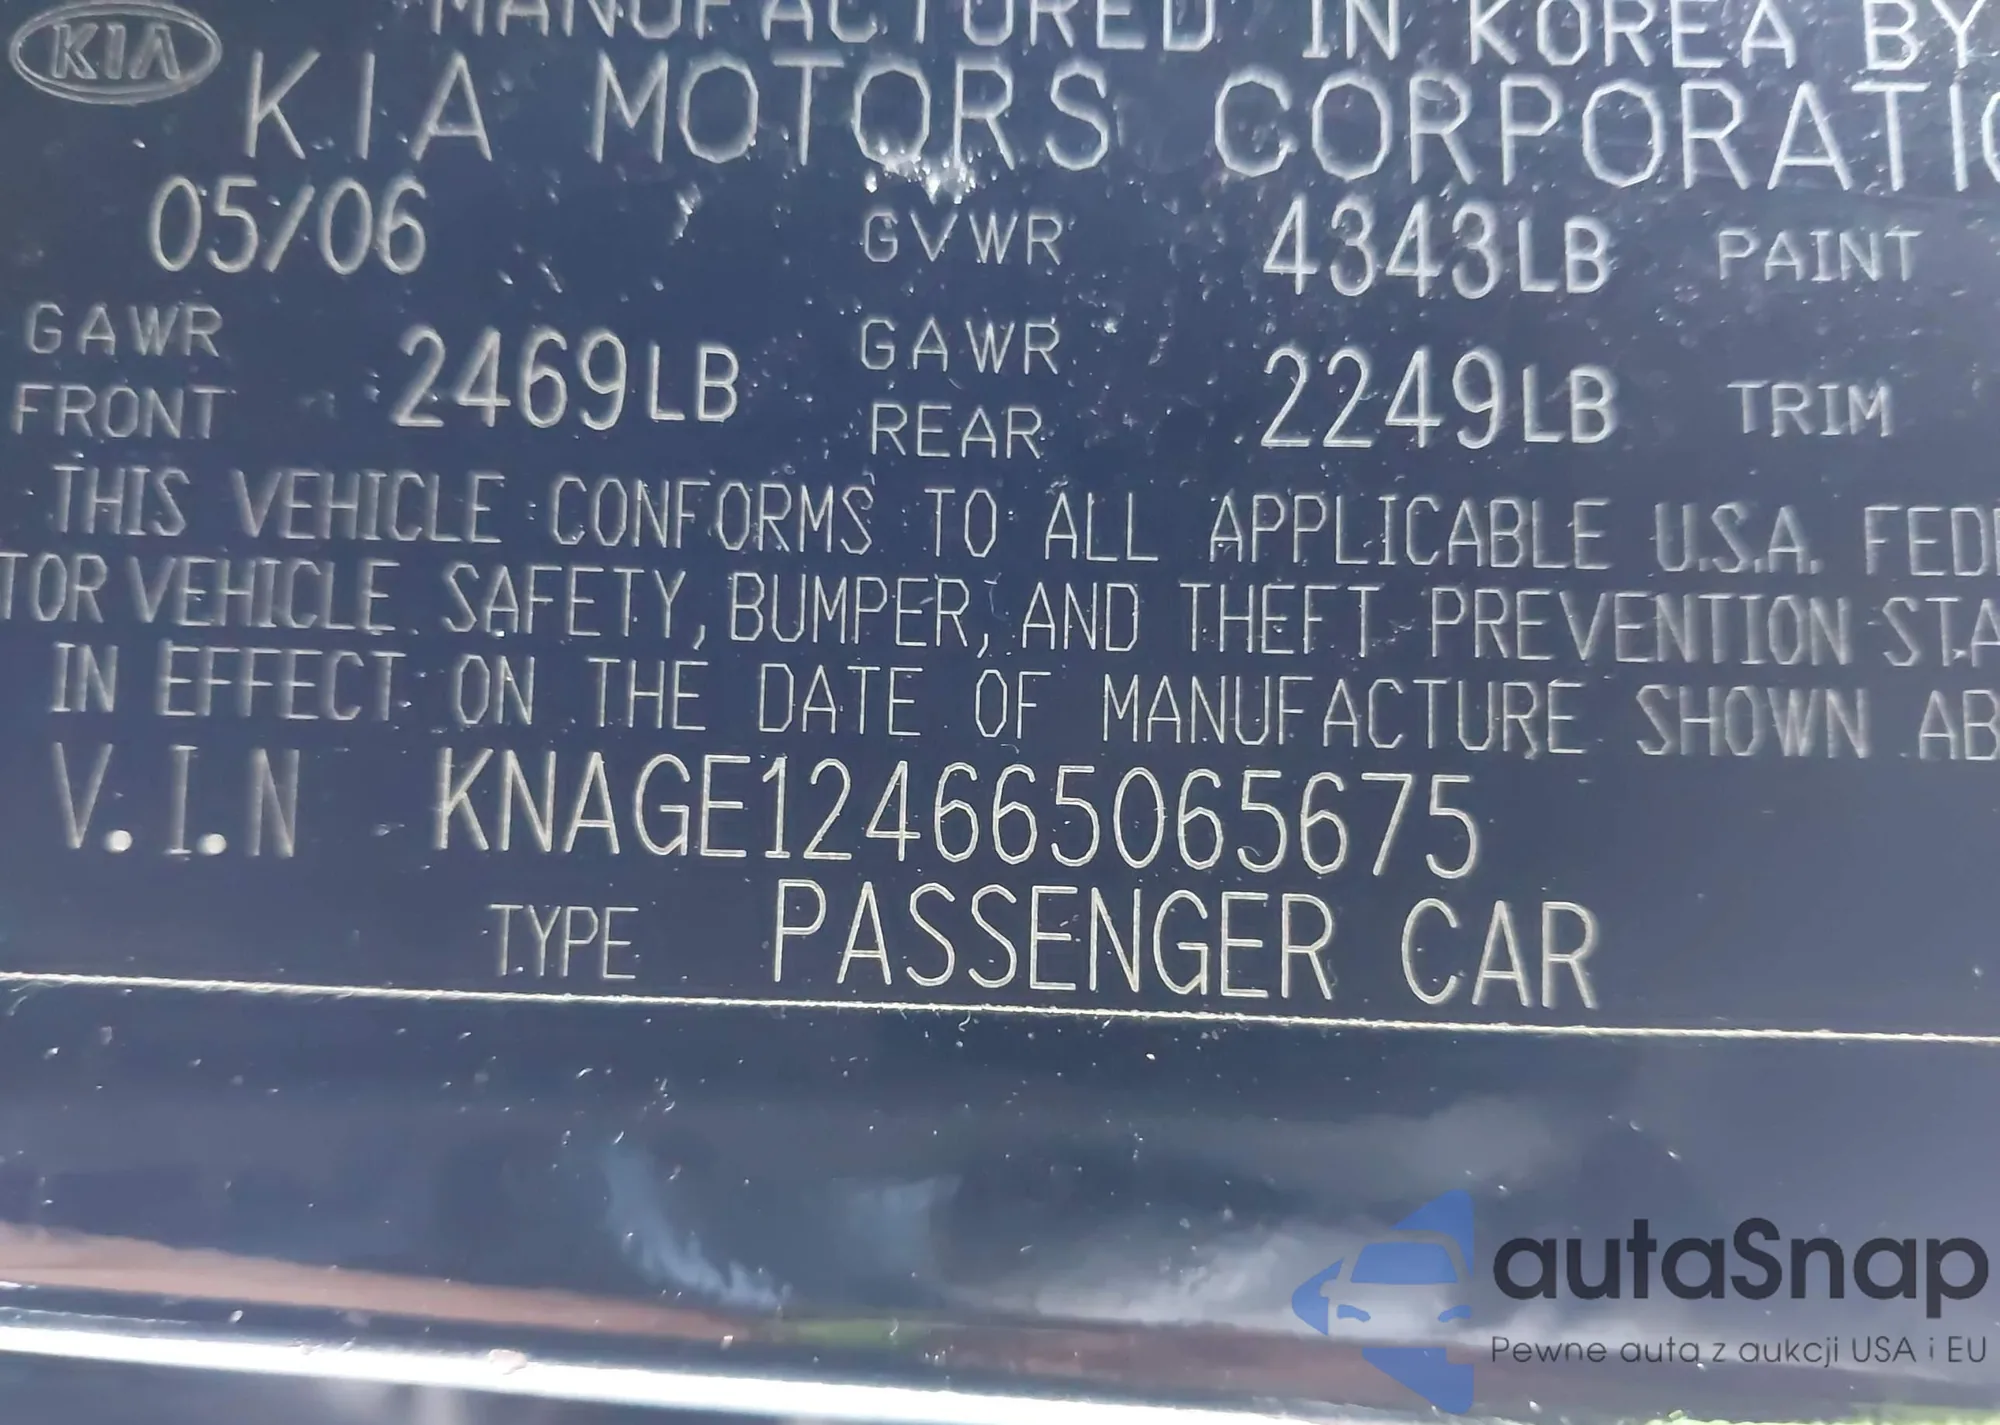 MANUFACTURED IN KOREA BY
KIA KIA MOTORS CORPORATIO
05/06 GVWR 4343LB PAINT
GAWR FRONT 2469LB GAWR REAR 2249LB TRIM
THIS VEHICLE CONFORMS TO ALL APPLICABLE U.S.A. FEDE
TOR VEHICLE SAFETY, BUMPER, AND THEFT PREVENTION STA
IN EFFECT ON THE DATE OF MANUFACTURE SHOWN AB
V.I.N KNAGE124665065675
TYPE PASSENGER CAR
autaSnap
Pewne auta z aukcji USA i EU